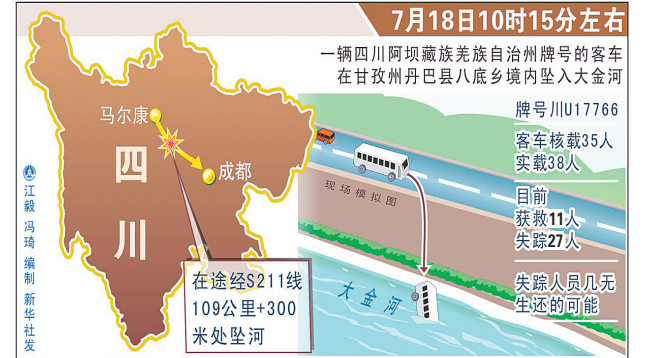 7月18日10时15分左右
一辆四川阿坝藏族羌族自治州牌号的客车
在甘孜州丹巴县八底乡境内坠入大金河
牌号川U17766
客车核载35人
实载38人
目前
获救11人
失踪27人
失踪人员几无
生还的可能
马尔康
成都
四川
现场模拟图
大金河
在途经S211线
109公里+300
米处坠河
江毅 冯琦 编制 新华社发